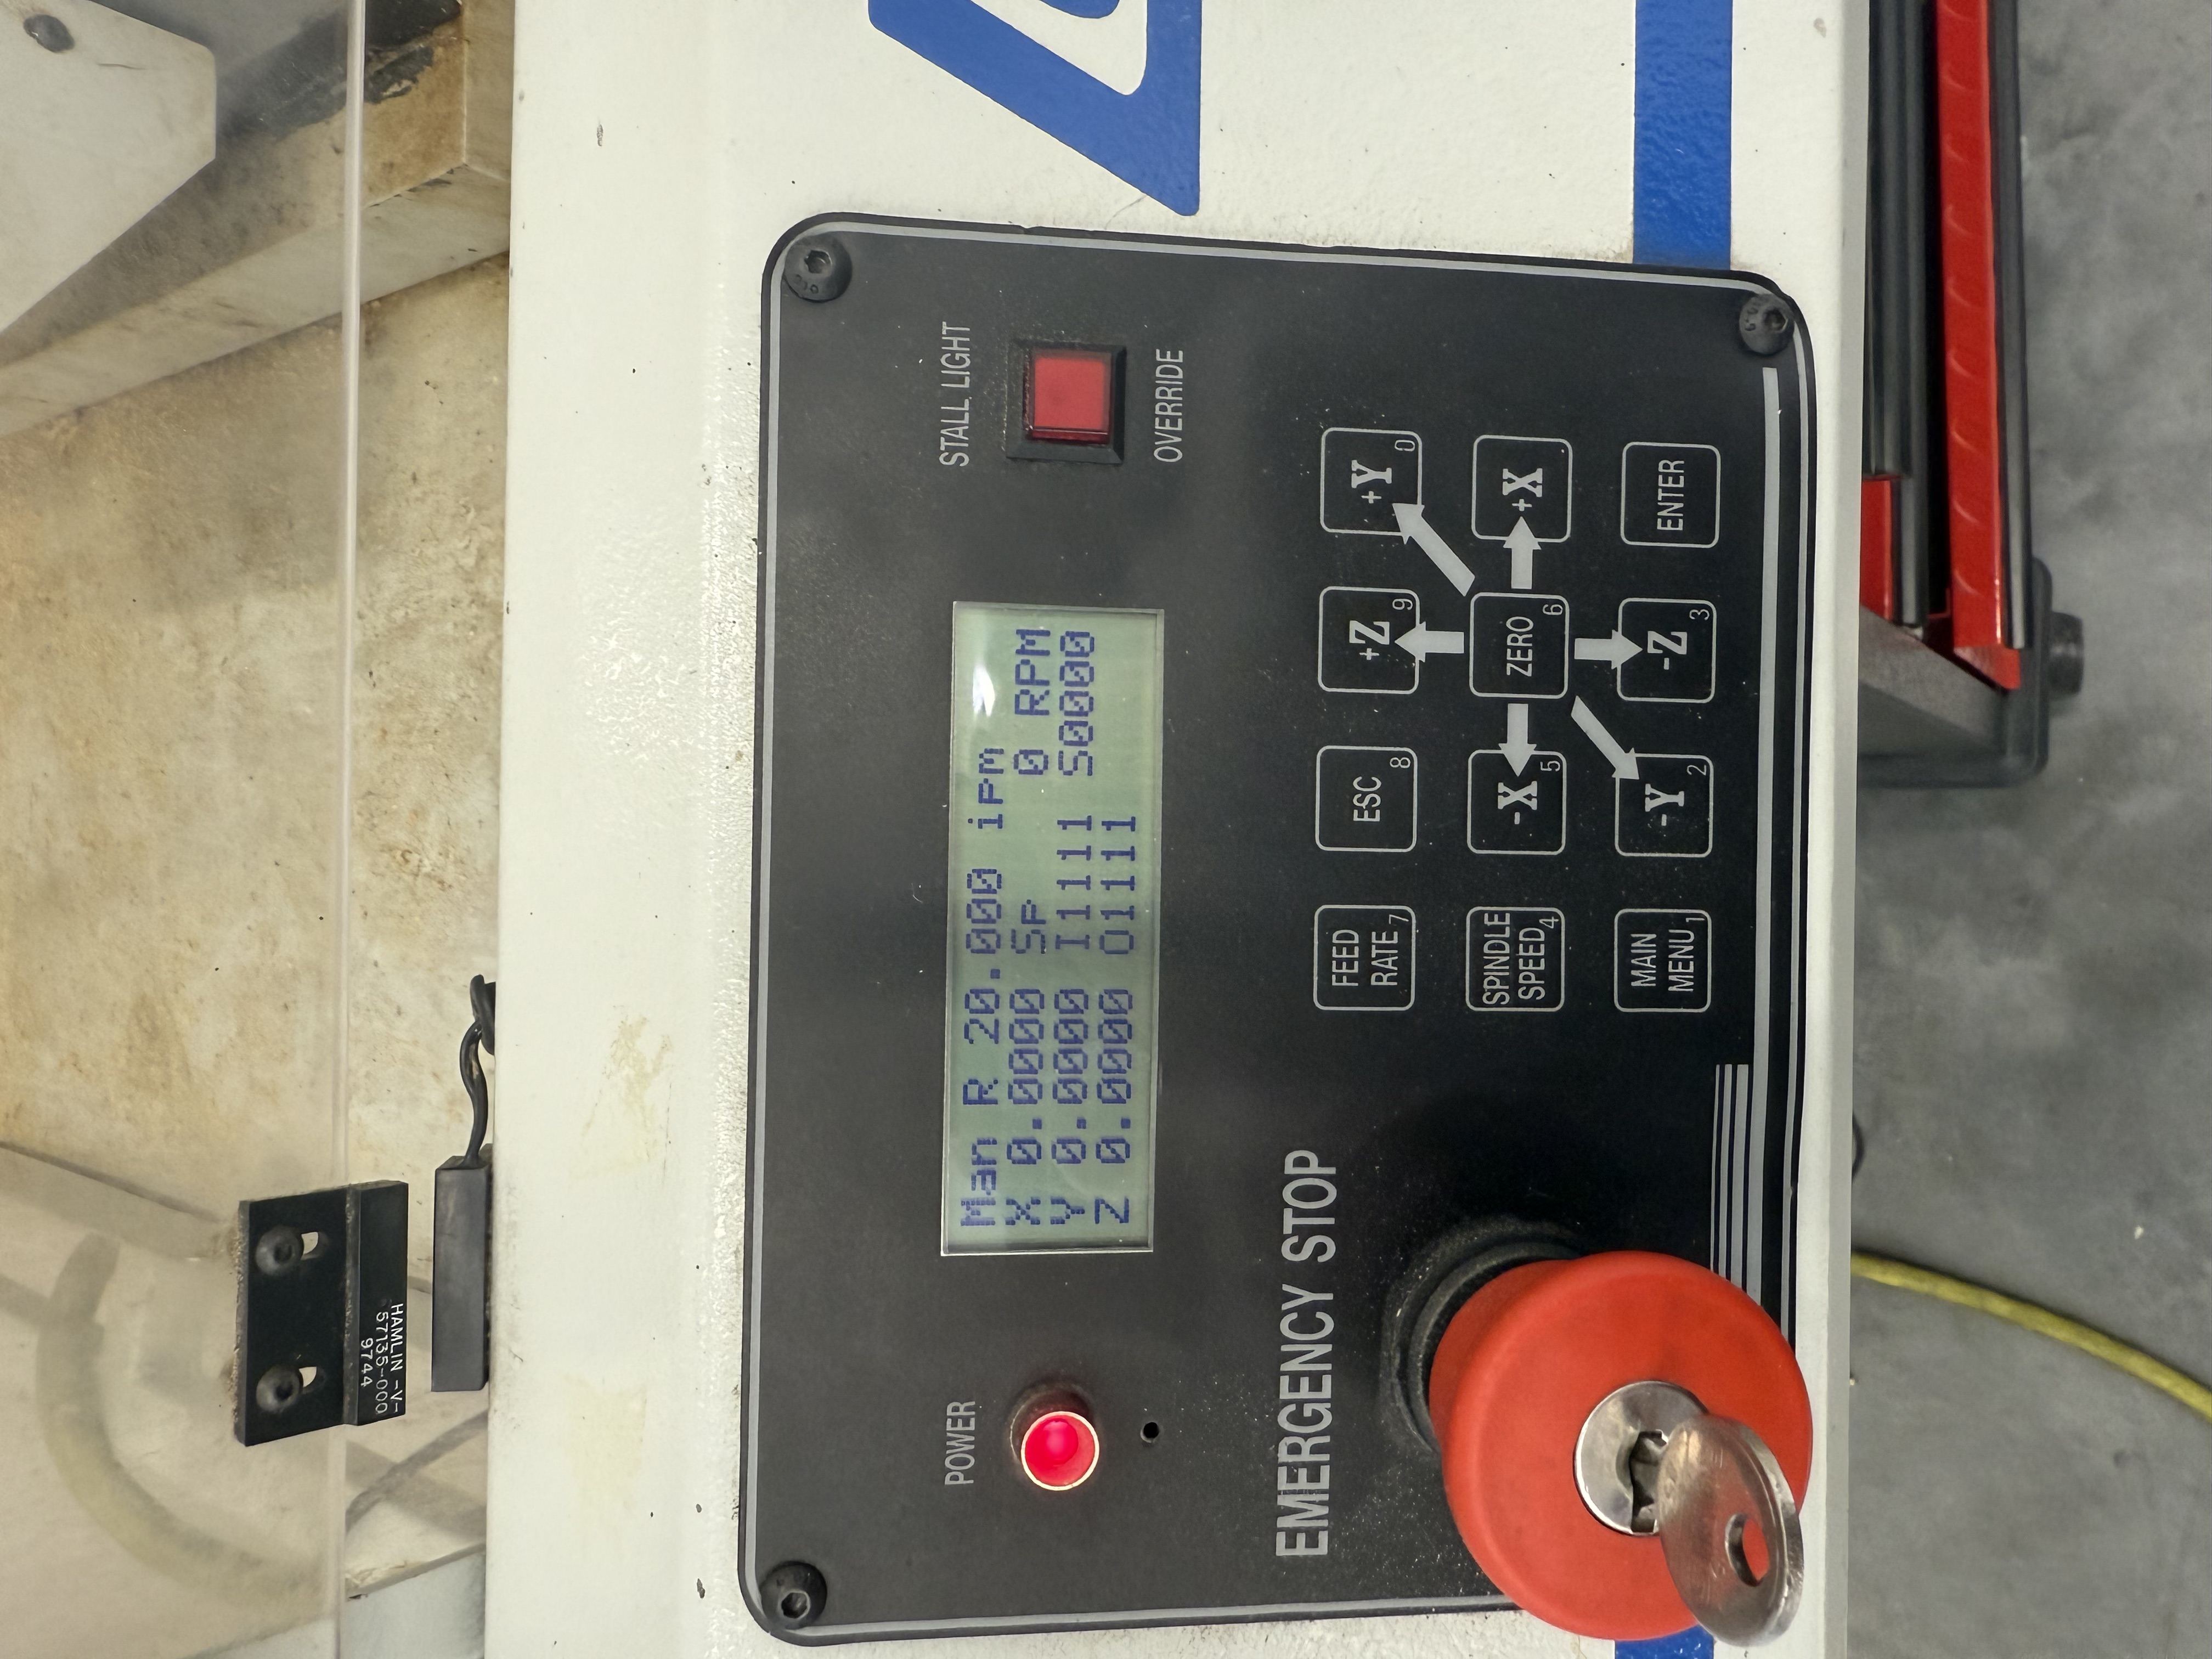 HAMLIN -V-
57135-000
9744
POWER
STALL LIGHT
Man R 20.000 ipm
X 0.0000 Sp 0 RPM
Y 0.0000 I1111 S0000
Z 0.0000 O1111
OVERRIDE
EMERGENCY STOP
FEED RATE 7
ESC 8
+Z 9
+Y 0
SPINDLE SPEED 4
-X 5
ZERO 6
+X
MAIN MENU 1
-Y 2
-Z 3
ENTER